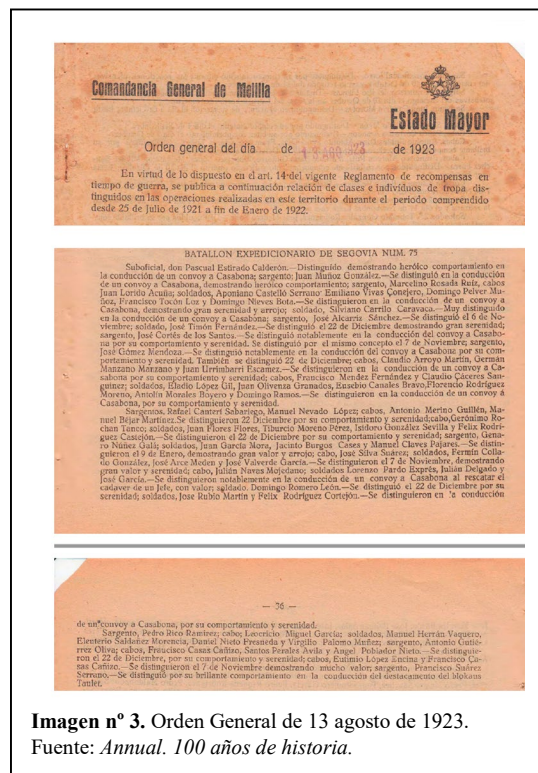 Comandancia General de Melilla
Estado Mayor
Orden general del día de 13 AGO 923 de 1923
En virtud de lo dispuesto en el art. 14 del vigente Reglamento de recompensas en
tiempo de guerra, se publica a continuación relación de clases e individuos de tropa dis-
tinguidos en las operaciones realizadas en este territorio durante el periodo comprendido
desde 25 de Julio de 1921 a fin de Enero de 1922.
BATALLON EXPEDICIONARIO DE SEGOVIA NUM. 75
Suboficial, don Pascual Estirado Calderón.—Distinguido demostrando heróico comportamiento en
la conducción de un convoy a Casabona; sargento; Juan Muñoz González.—Se distinguió en la conducción
de un convoy a Casabona, demostrando heróico comportamiento; sargento, Marcelino Rosada Ruiz, cabos
Juan Lorido Acuña; soldados, Aponiano Castelló Serrano Emiliano Vivas Conejero, Domingo Pelver Ma-
ñoz, Francisco Tocón Loz y Domingo Nieves Bota.—Se distinguieron en la conducción de un convoy a
Casabona, demostrando gran serenidad y arrojo; soldado, Silviano Carrillo Caravaca.—Muy distinguido
en la conducción de un convoy a Casabona; sargento, José Alcariz Sánchez.—Se distinguió el 6 de No-
viembre; soldado, José Timón Fernández.—Se distinguió el 22 de Diciembre demostrando gran serenidad;
sargento, José Cortés de los Santos.—Se distinguió notablemente en la conducción del convoy a Casabo-
na por su comportamiento y serenidad. Se distinguió por el mismo concepto el 7 de Noviembre; sargento,
José Gómez Mendoza.—Se distinguió notablemente en la conducción del convoy a Casabona por su com-
portamiento y serenidad. También se distinguió 22 de Diciembre; cabos, Claudio Arroyo Martín, Germán
Manzano Manzano y Juan Urrimbarri Escamez.—Se distinguieron en la conducción de un convoy a Ca-
sabona por su comportamiento y serenidad; cabos, Francisco Mendez Fernández y Claudio Cáceres San-
guinez; soldados, Eladio López Gil, Juan Olivenza Granados, Eusebio Canales Bravo, Florencio Rodríguez
Moreno, Antolín Morales Boyero y Domingo Ramos.—Se distinguieron en la conducción de un convoy á
Casabona, por su comportamiento y serenidad.
Sargentos, Rafael Canteri Sabariego, Manuel Nevado López; cabos, Antonio Merino Guillén, Ma-
nuel Béjar Martínez. Se distinguieron 22 Diciembre por su comportamiento y serenidad; cabo, Gerónimo Ro-
chan Tanco; soldados, Juan Flores Flores, Tiburcio Moreno Pérez, Isidoro González Sevilla y Felix Rodrí-
guez Castejón.—Se distinguieron el 22 de Diciembre por su comportamiento y serenidad; sargento, Gena-
ro Núñez Galá; soldados, Juan García Mora, Jacinto Burgos Cases y Manuel Claves Pajares.—Se distin-
guieron el 9 de Enero, demostrando gran valor y arrojo; cabo, José Silva Suárez; soldados, Fermín Colla-
do González, José Arce Meden y José Valverde García.—Se distinguieron el 7 de Noviembre, demostrando
gran valor y serenidad; cabo, Julián Navas Mojedano; soldados Lorenzo Pardo Exprés, Julián Delgado y
José García.—Se distinguieron notablemente en la conducción de un convoy a Casabona al rescatar el
cadaver de un Jefe, con valor; soldado. Domingo Romero León.—Se distinguió el 22 de Diciembre por su
serenidad; soldados, Jose Rubio Martín y Felix Rodríguez Cortejón.—Se distinguieron en la conducción
— 36 —
de un convoy a Casabona, por su comportamiento y serenidad.
Sargento, Pedro Rico Ramírez; cabo; Leocricio Miguel García; soldados, Manuel Herrán Vaquero,
Elenterio Saldañez Morencia, Daniel Nieto Fresneda y Virgilio Palomo Muñez; sargento, Antonio Gutié-
rrez Oliva; cabos, Francisco Casas Cañizo, Santos Perales Avila y Angel Poblador Nieto.—Se distinguie-
ron el 22 de Diciembre, por su comportamiento y serenidad; cabos, Eutimio López Encina y Francisco Ca-
sas Cañizo.—Se distinguieron el 7 de Noviembre demostrando mucho valor; sargento, Francisco Suárez
Serrano.—Se distinguió por su brillante comportamiento en la conducción del destacamento del blokaus
Taulet.
Imagen nº 3. Orden General de 13 agosto de 1923.
Fuente: Annual. 100 años de historia.